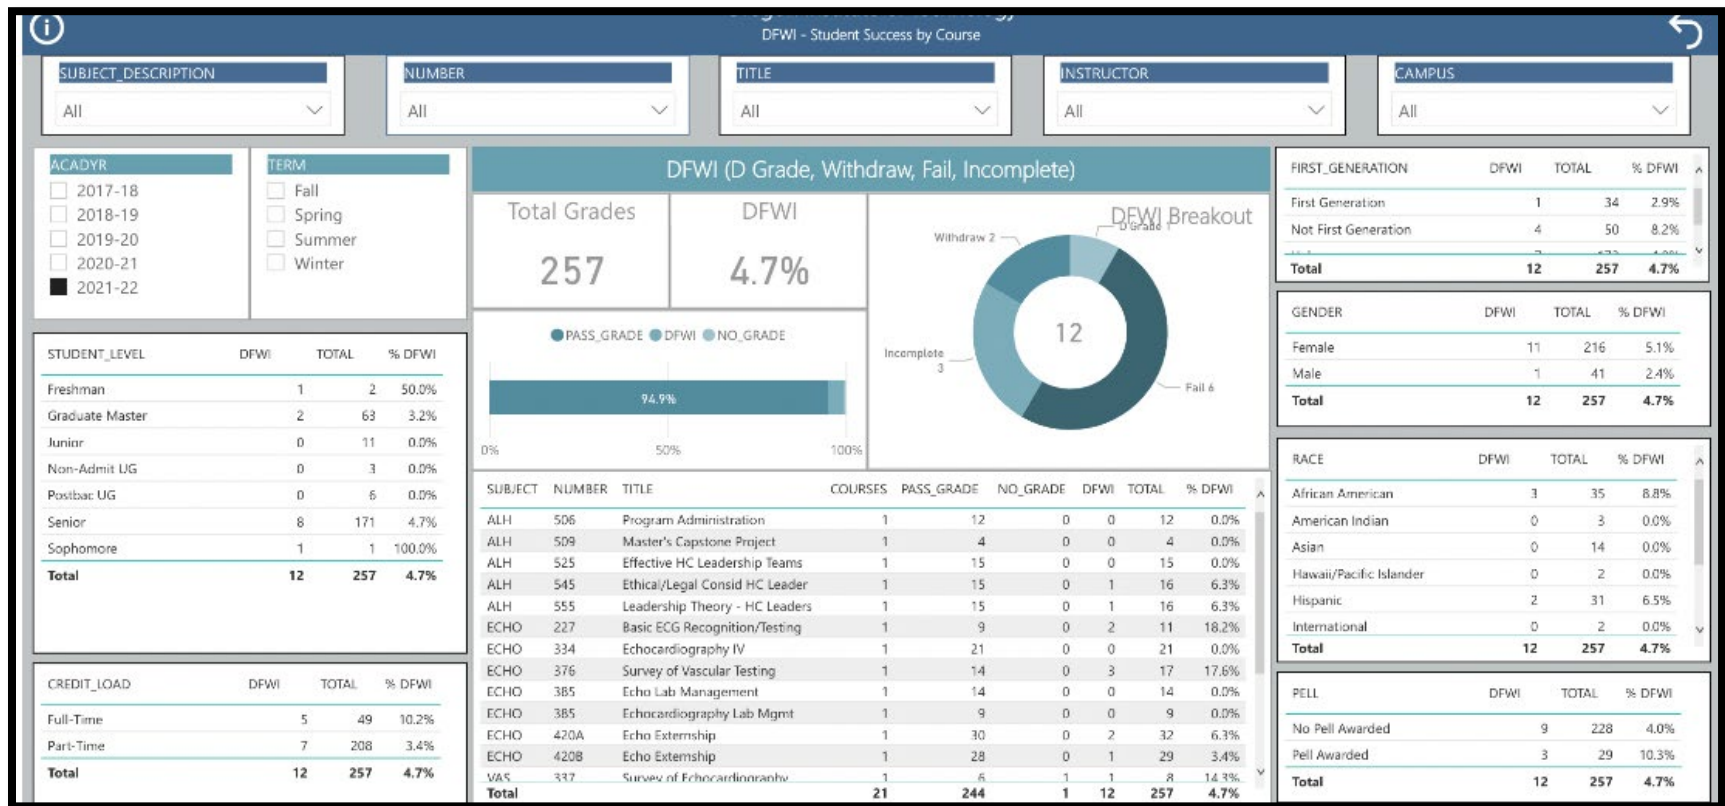 DFWI - Student Success by Course
SUBJECT_DESCRIPTION
All
NUMBER
All
TITLE
All
INSTRUCTOR
All
CAMPUS
All
ACADYR
2017-18
2018-19
2019-20
2020-21
2021-22
TERM
Fall
Spring
Summer
Winter
STUDENT_LEVEL DFWI TOTAL % DFWI
Freshman 1 2 50.0%
Graduate Master 2 63 3.2%
Junior 0 11 0.0%
Non-Admit UG 0 3 0.0%
Postbac UG 0 6 0.0%
Senior 8 171 4.7%
Sophomore 1 1 100.0%
Total 12 257 4.7%
CREDIT_LOAD DFWI TOTAL % DFWI
Full-Time 5 49 10.2%
Part-Time 7 208 3.4%
Total 12 257 4.7%
DFWI (D Grade, Withdraw, Fail, Incomplete)
Total Grades
257
DFWI
4.7%
PASS_GRADE DFWI NO_GRADE
94.9%
0% 50% 100%
DFWI Breakout
D Grade 1
Withdraw 2
Incomplete
3
12
Fail 6
SUBJECT NUMBER TITLE COURSES PASS_GRADE NO_GRADE DFWI TOTAL % DFWI
ALH 506 Program Administration 1 12 0 0 12 0.0%
ALH 509 Master's Capstone Project 1 4 0 0 4 0.0%
ALH 525 Effective HC Leadership Teams 1 15 0 0 15 0.0%
ALH 545 Ethical/Legal Consid HC Leader 1 15 0 1 16 6.3%
ALH 555 Leadership Theory - HC Leaders 1 15 0 1 16 6.3%
ECHO 227 Basic ECG Recognition/Testing 1 9 0 2 11 18.2%
ECHO 334 Echocardiography IV 1 21 0 0 21 0.0%
ECHO 376 Survey of Vascular Testing 1 14 0 3 17 17.6%
ECHO 385 Echo Lab Management 1 14 0 0 14 0.0%
ECHO 385 Echocardiography Lab Mgmt 1 9 0 0 9 0.0%
ECHO 420A Echo Externship 1 30 0 2 32 6.3%
ECHO 420B Echo Externship 1 28 0 1 29 3.4%
VAS 337 Survey of Echocardiography 1 6 1 1 8 14.3%
Total 21 244 1 12 257 4.7%
FIRST_GENERATION DFWI TOTAL % DFWI
First Generation 1 34 2.9%
Not First Generation 4 50 8.2%
Total 12 257 4.7%
GENDER DFWI TOTAL % DFWI
Female 11 216 5.1%
Male 1 41 2.4%
Total 12 257 4.7%
RACE DFWI TOTAL % DFWI
African American 3 35 8.8%
American Indian 0 3 0.0%
Asian 0 14 0.0%
Hawaii/Pacific Islander 0 2 0.0%
Hispanic 2 31 6.5%
International 0 2 0.0%
Total 12 257 4.7%
PELL DFWI TOTAL % DFWI
No Pell Awarded 9 228 4.0%
Pell Awarded 3 29 10.3%
Total 12 257 4.7%